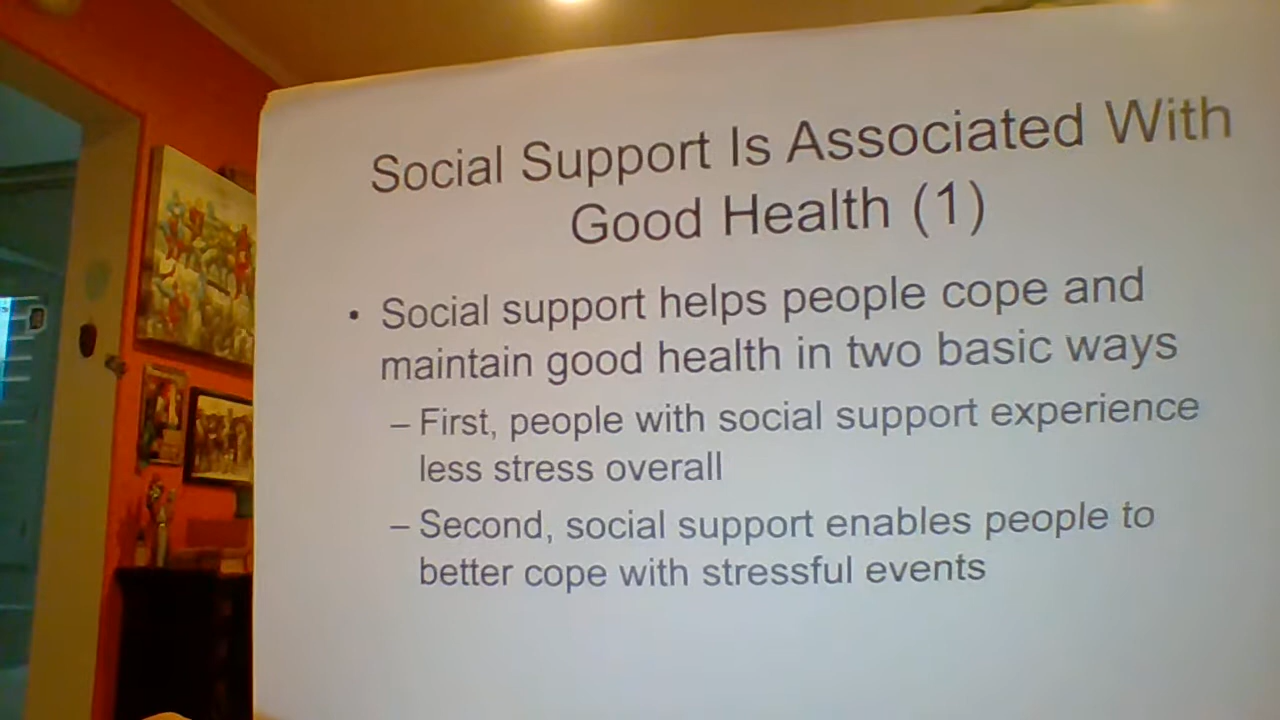 Social Support Is Associated With
Good Health (1)
• Social support helps people cope and
maintain good health in two basic ways
– First, people with social support experience
less stress overall
– Second, social support enables people to
better cope with stressful events